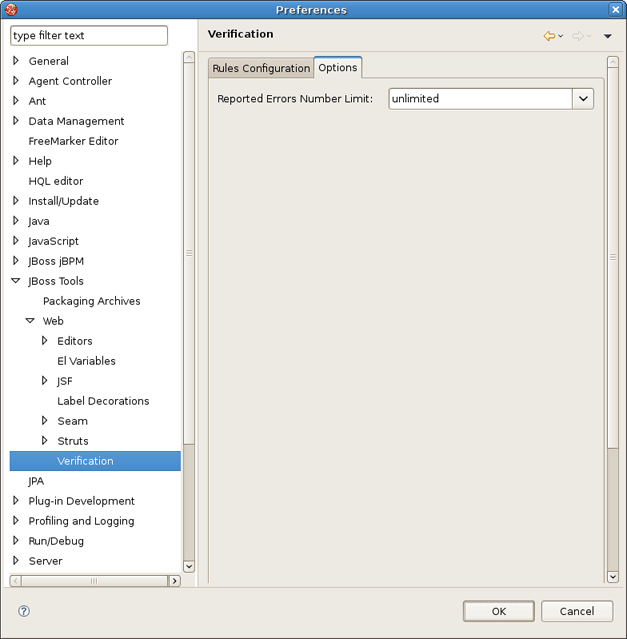 Preferences
type filter text
General
Agent Controller
Ant
Data Management
FreeMarker Editor
Help
HQL editor
Install/Update
Java
JavaScript
JBoss jBPM
JBoss Tools
Packaging Archives
Web
Editors
El Variables
JSF
Label Decorations
Seam
Struts
Verification
JPA
Plug-in Development
Profiling and Logging
Run/Debug
Server
Verification
Rules Configuration
Options
Reported Errors Number Limit:
unlimited
?
OK
Cancel